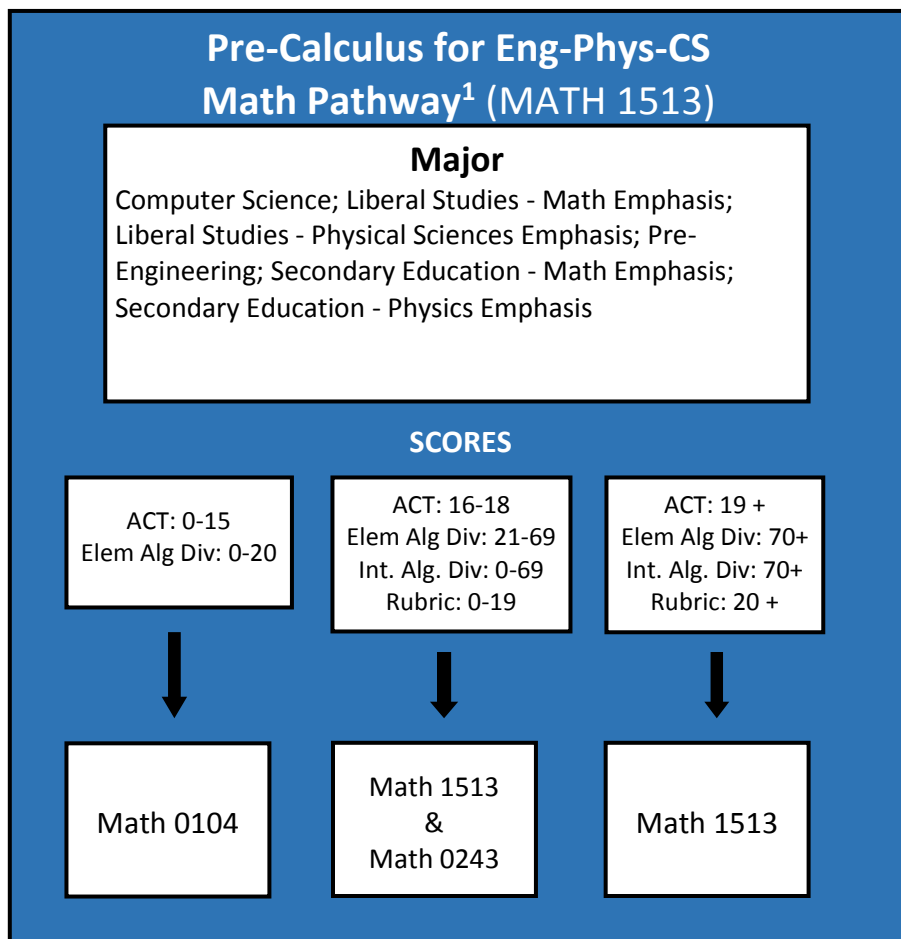 Pre-Calculus for Eng-Phys-CS
Math Pathway¹ (MATH 1513)
Major
Computer Science; Liberal Studies - Math Emphasis;
Liberal Studies - Physical Sciences Emphasis; Pre-
Engineering; Secondary Education - Math Emphasis;
Secondary Education - Physics Emphasis
SCORES
ACT: 0-15
Elem Alg Div: 0-20
ACT: 16-18
Elem Alg Div: 21-69
Int. Alg. Div: 0-69
Rubric: 0-19
ACT: 19 +
Elem Alg Div: 70+
Int. Alg. Div: 70+
Rubric: 20 +
Math 0104
Math 1513
&
Math 0243
Math 1513